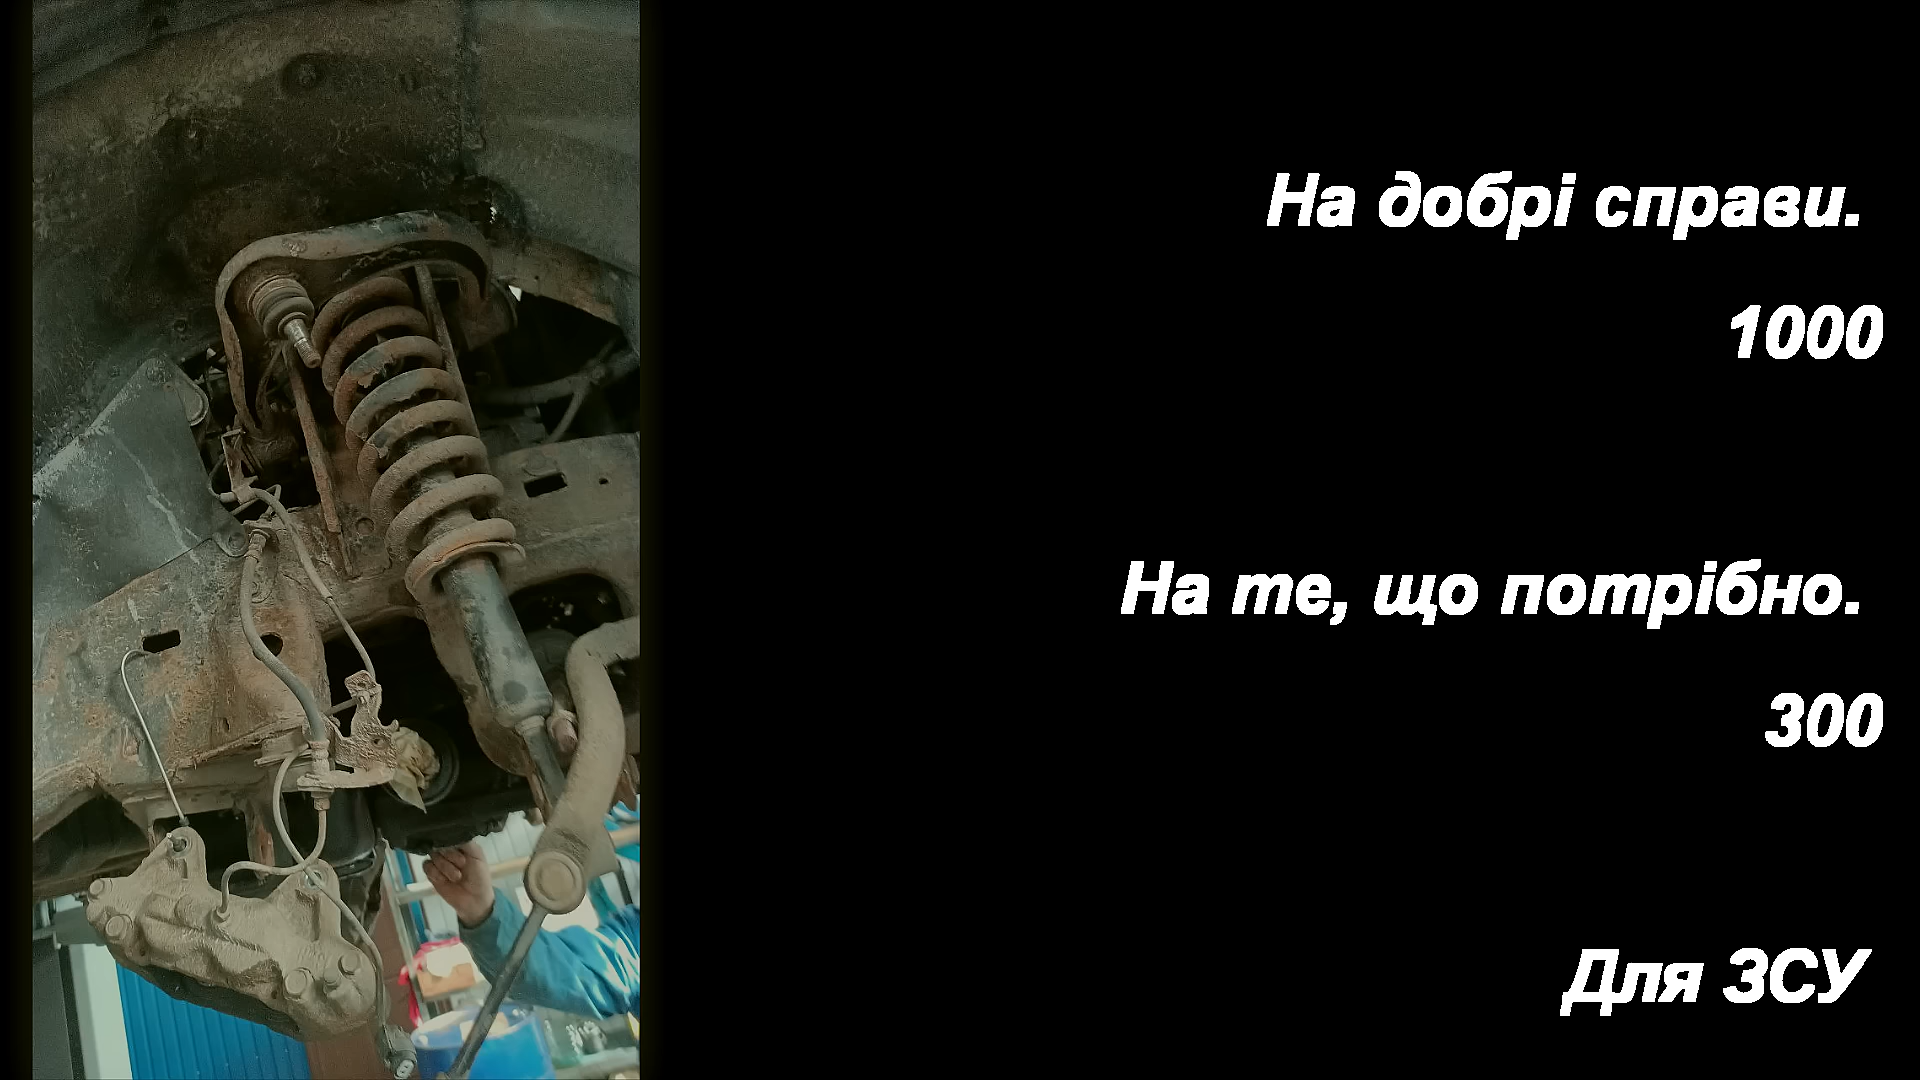 На добрі справи.
1000
На те, що потрібно.
300
Для ЗСУ